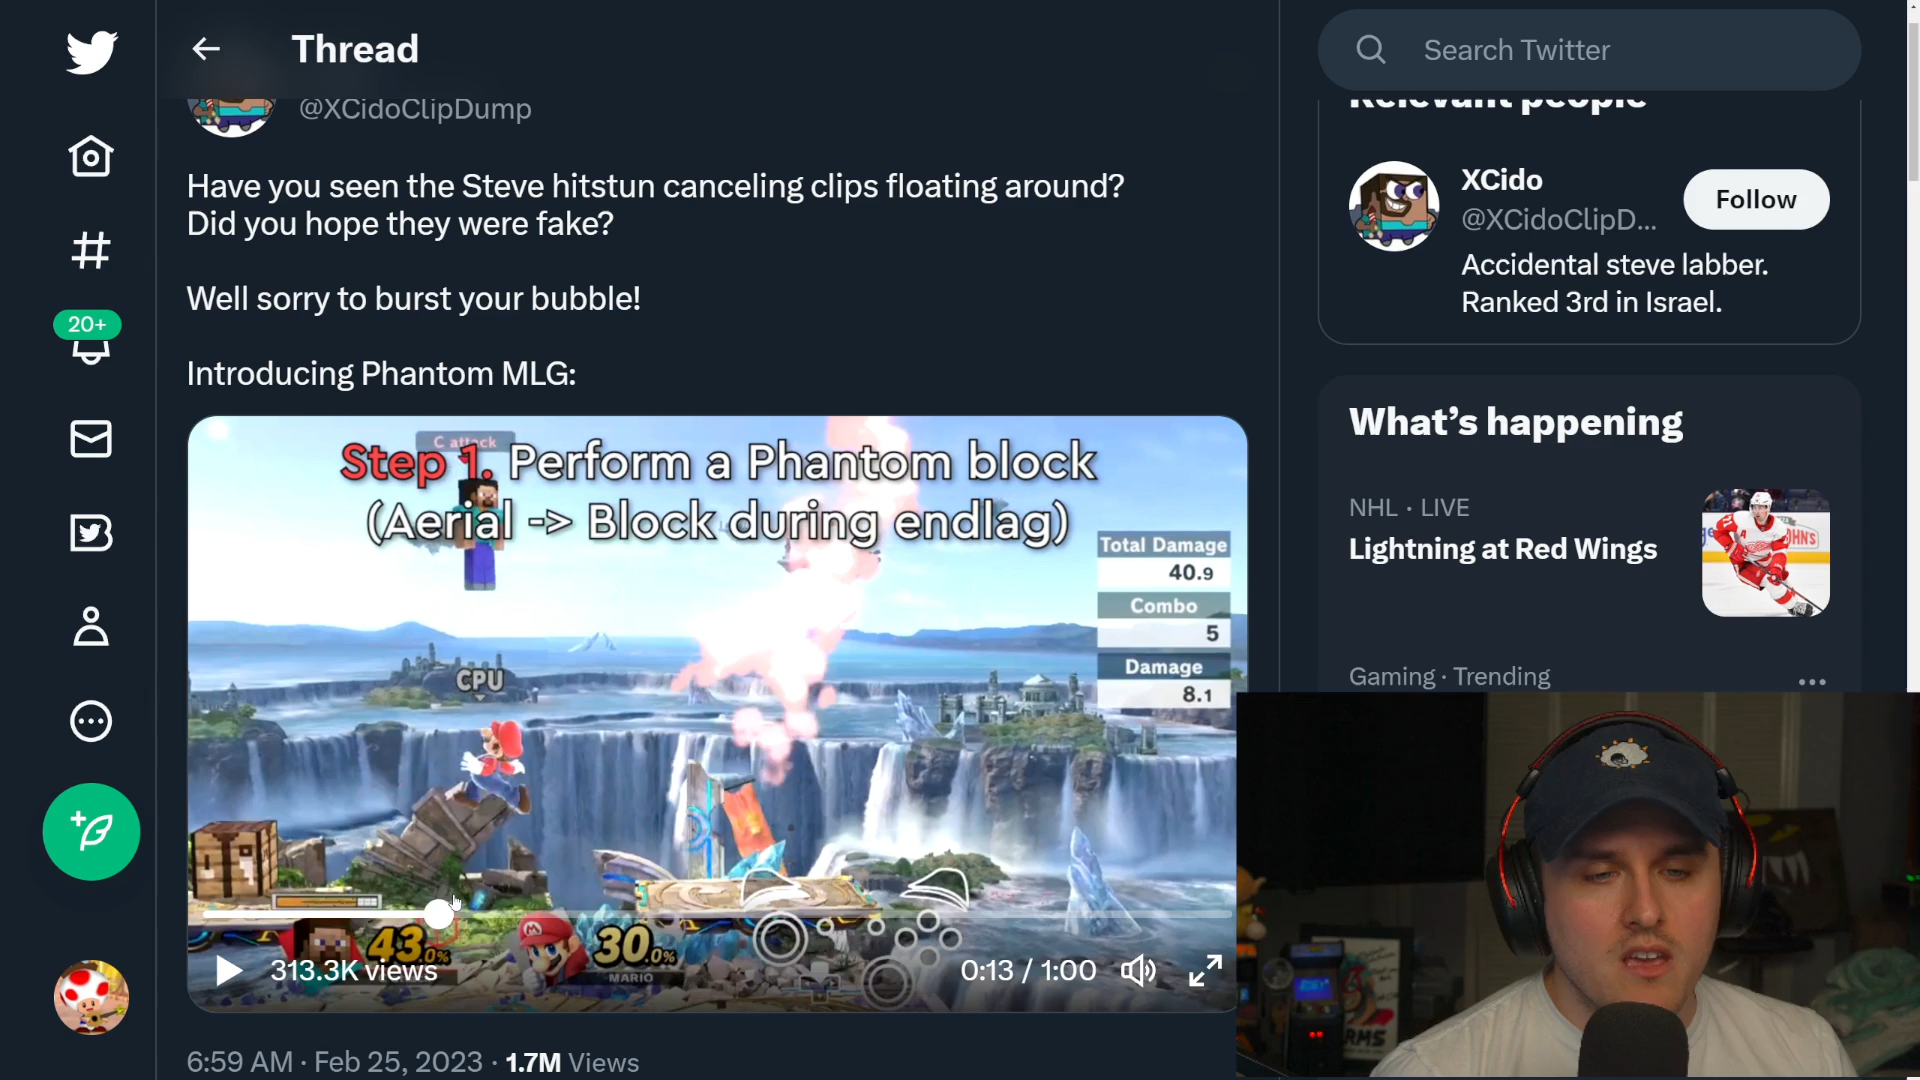 Thread
@XCidoClipDump
Have you seen the Steve hitstun canceling clips floating around?
Did you hope they were fake?
Well sorry to burst your bubble!
Introducing Phantom MLG:
C attack
Step 1. Perform a Phantom block
(Aerial -> Block during endlag)
Total Damage
40.9
Combo
5
Damage
8.1
CPU
43.0%
30.0%
MARIO
313.3K views
0:13 / 1:00
6:59 AM · Feb 25, 2023 · 1.7M Views
20+
Search Twitter
Relevant people
XCido
@XCidoClipD...
Follow
Accidental steve labber.
Ranked 3rd in Israel.
What's happening
NHL · LIVE
Lightning at Red Wings
Gaming · Trending